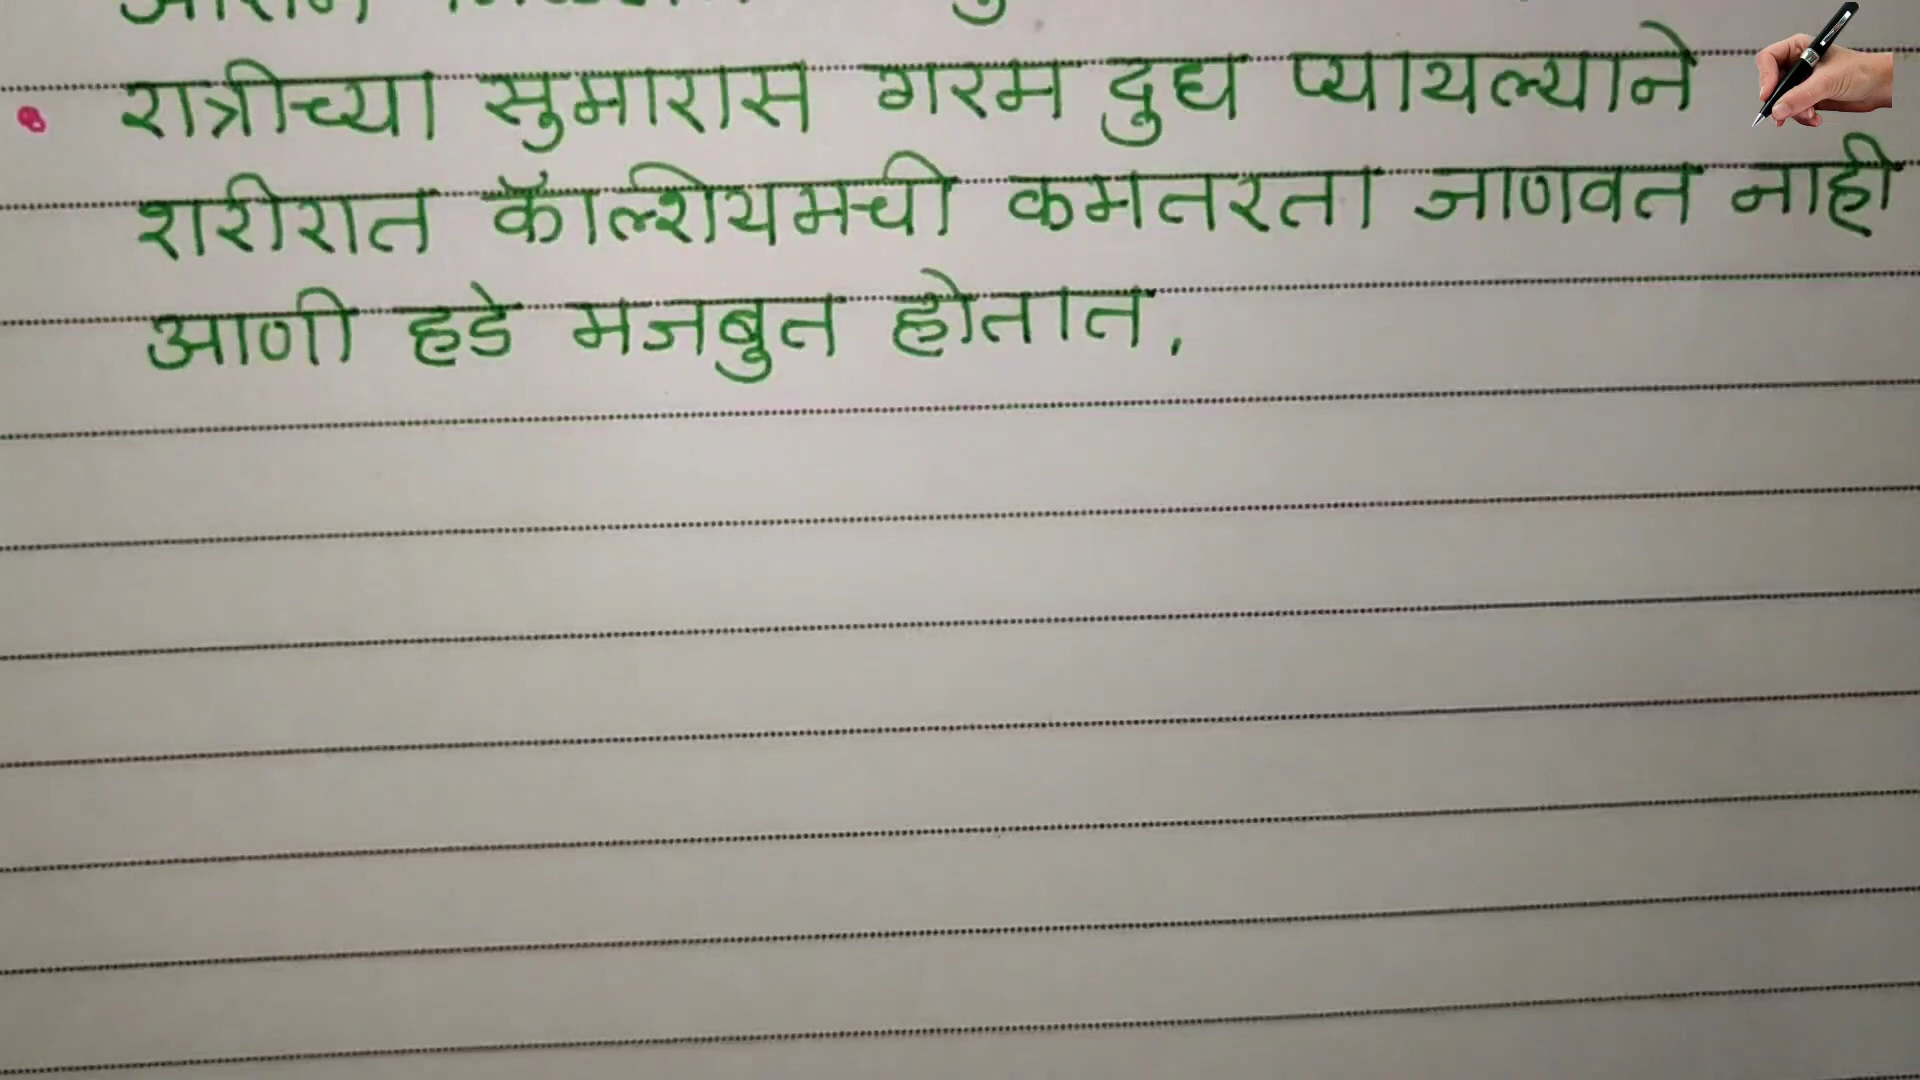 रात्रीच्या सुमारास गरम दुध प्यायल्याने
शरीरात कॅाल्शीयमची कमतरता जाणवत नाही
आणी हडे मजबुत होतात.